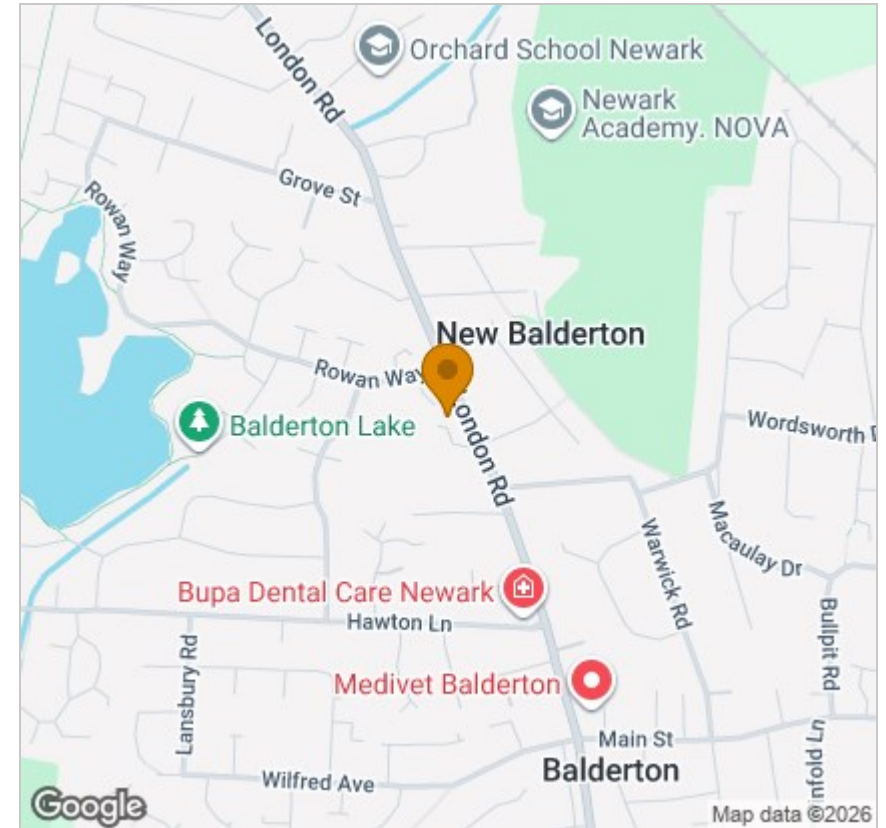 London Rd
Orchard School Newark
Newark
Academy. NOVA
Grove St
Rowan Way
New Balderton
Rowan Way
London Rd
Balderton Lake
Wordsworth
Macaulay Dr
Warwick Rd
Bupa Dental Care Newark
Hawton Ln
Bullpit Rd
Lansbury Rd
Medivet Balderton
Main St
Balderton
Wilfred Ave
Google
Map data ©2026